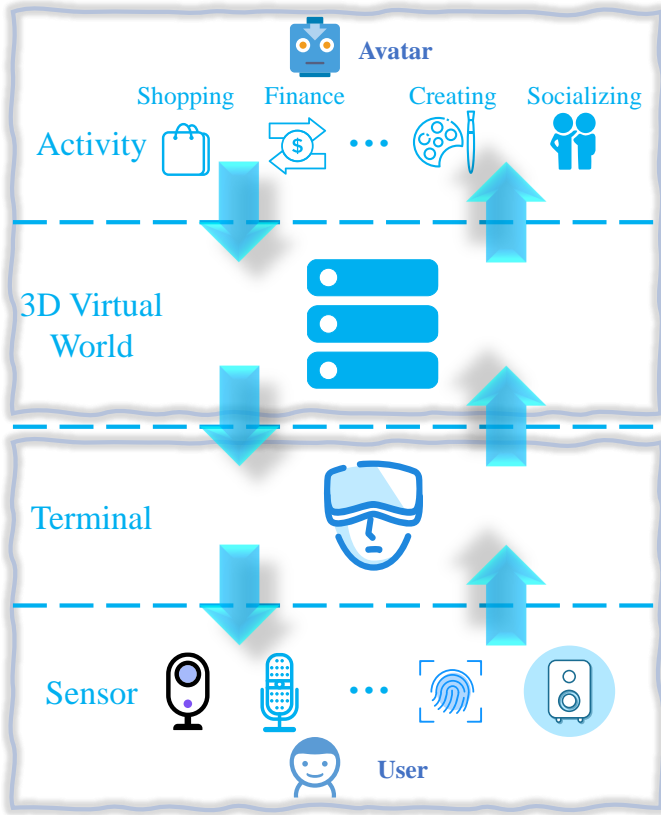 Avatar
Shopping Finance Creating Socializing
Activity $ ...
3D Virtual
World
Terminal
Sensor ...
User